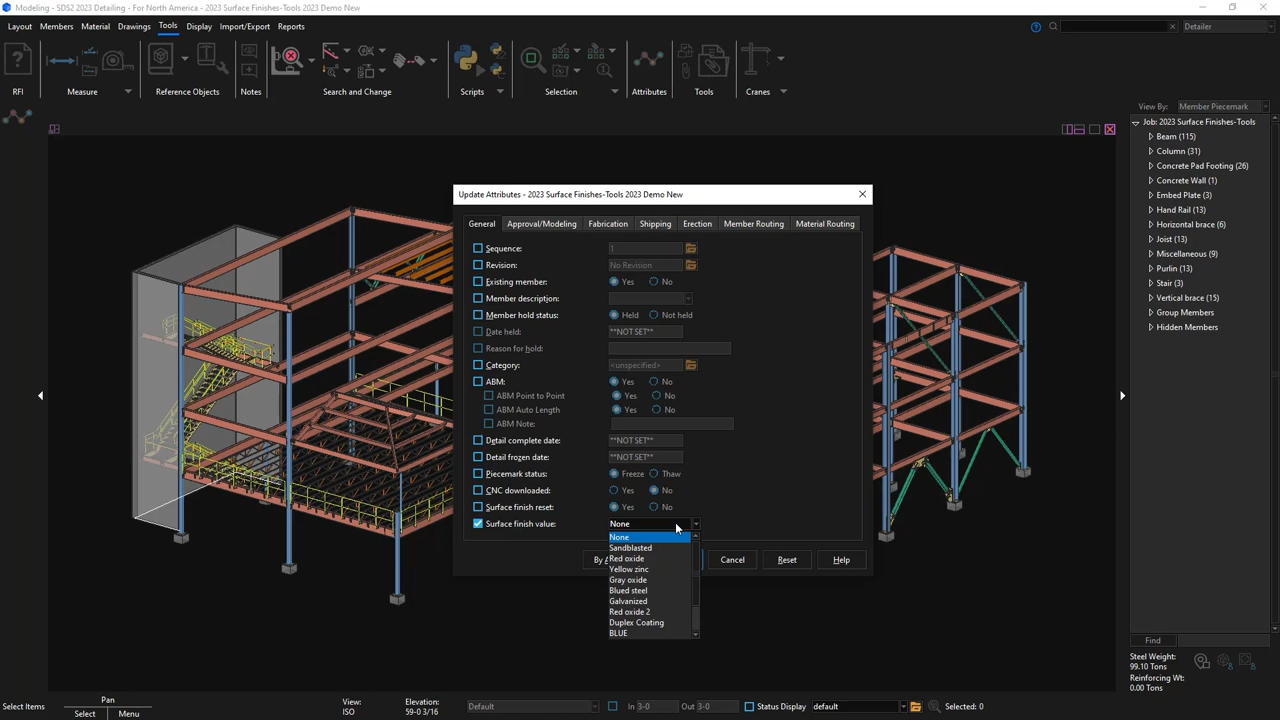 Modeling - SDS2 2023 Detailing - For North America - 2023 Surface Finishes-Tools 2023 Demo New
Layout Members Material Drawings Tools Display Import/Export Reports
Detailer
RFI Measure Reference Objects Notes Search and Change Scripts Selection Attributes Tools Cranes
View By: Member Piecemark
Job: 2023 Surface Finishes-Tools
Beam (115)
Column (31)
Concrete Pad Footing (26)
Concrete Wall (1)
Embed Plate (3)
Hand Rail (13)
Horizontal brace (6)
Joist (13)
Miscellaneous (9)
Purlin (13)
Stair (3)
Vertical brace (15)
Group Members
Hidden Members
Update Attributes - 2023 Surface Finishes-Tools 2023 Demo New
General Approval/Modeling Fabrication Shipping Erection Member Routing Material Routing
Sequence: 1
Revision: No Revision
Existing member: Yes No
Member description:
Member hold status: Held Not held
Date held: **NOT SET**
Reason for hold:
Category: <unspecified>
ABM: Yes No
ABM Point to Point Yes No
ABM Auto Length Yes No
ABM Note:
Detail complete date: **NOT SET**
Detail frozen date: **NOT SET**
Piecemark status: Freeze Thaw
CNC downloaded: Yes No
Surface finish reset: Yes No
Surface finish value: None
None
Sandblasted
Red oxide
Yellow zinc
Gray oxide
Blued steel
Galvanized
Red oxide 2
Duplex Coating
BLUE
By Cancel Reset Help
Find
Steel Weight:
99.10 Tons
Reinforcing Wt:
0.00 Tons
Select Items
Pan
Select Menu
View:
ISO
Elevation:
59-0 3/16
Default
In 3-0 Out 3-0
Status Display default
Selected: 0